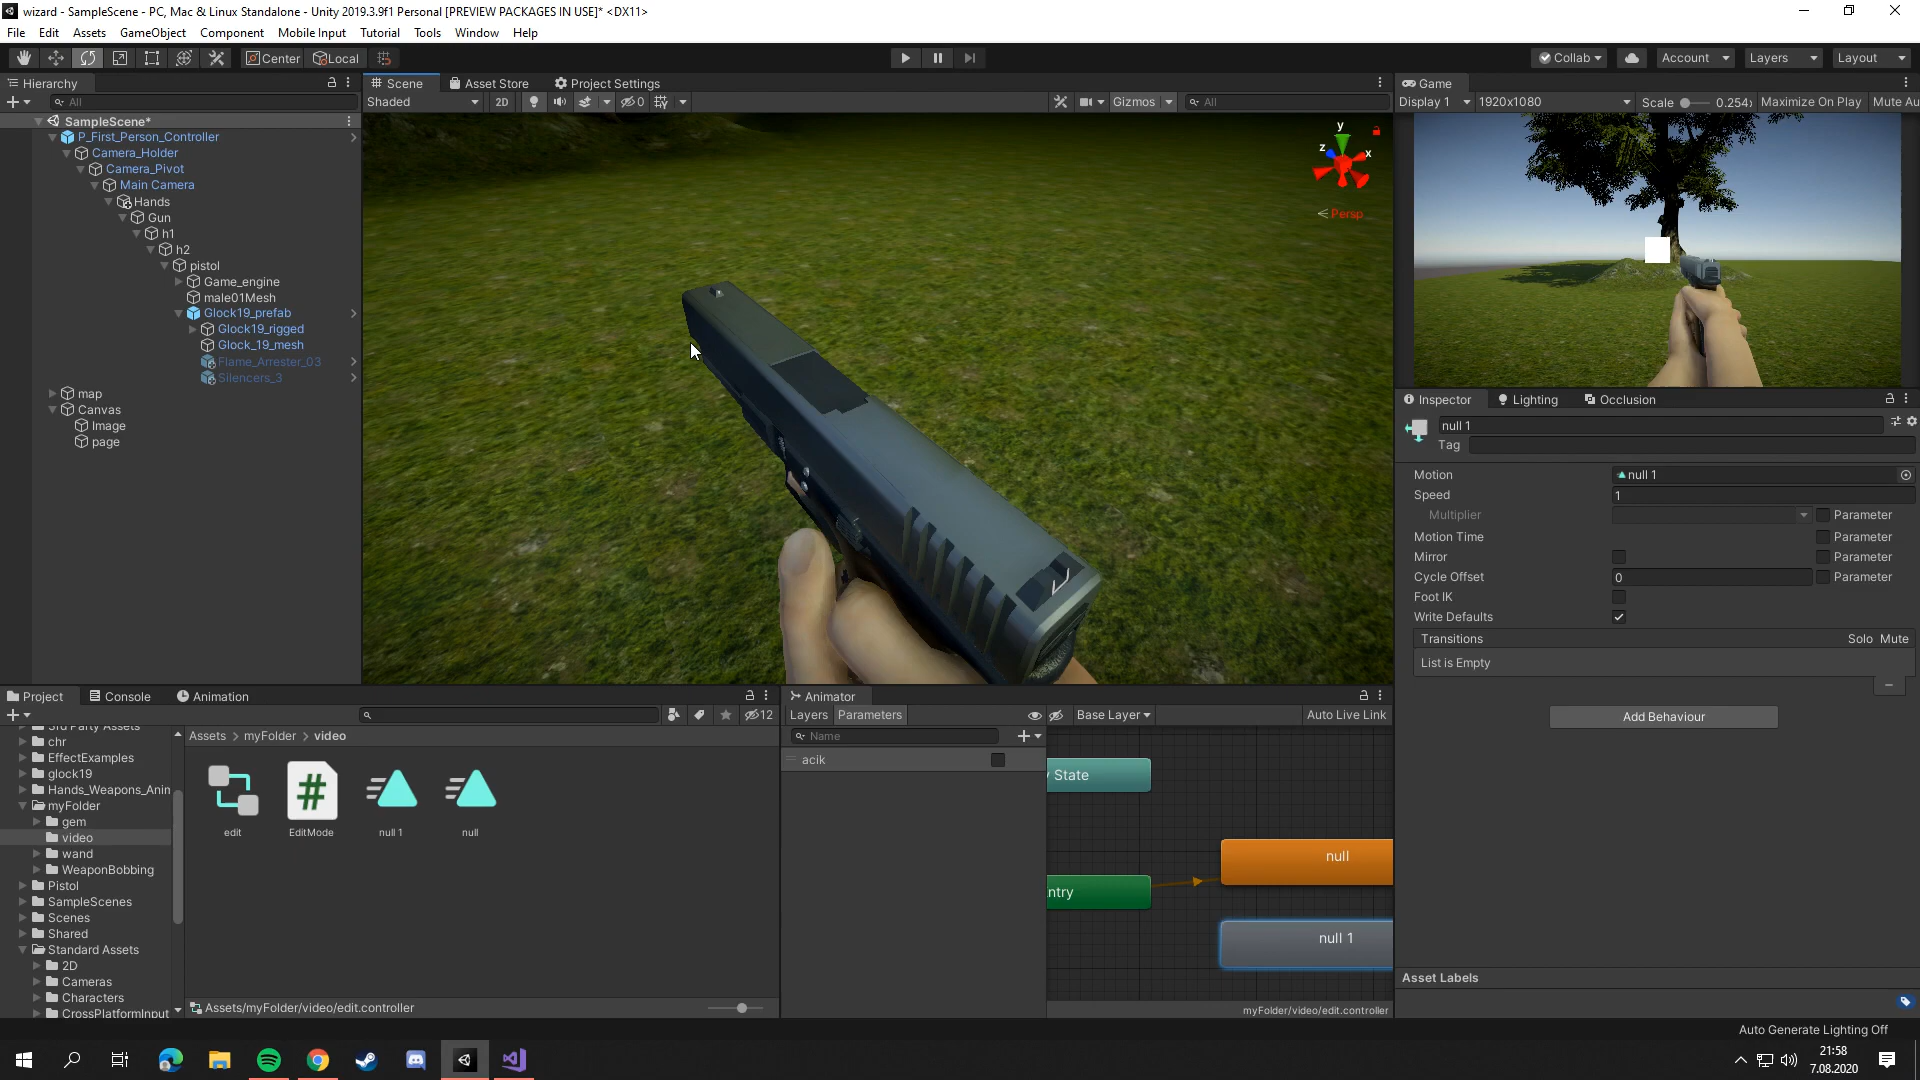 wizard - SampleScene - PC, Mac & Linux Standalone - Unity 2019.3.9f1 Personal [PREVIEW PACKAGES IN USE]* <DX11>
File Edit Assets GameObject Component Mobile Input Tutorial Tools Window Help
Center Local Collab Account Layers Layout
Hierarchy
All
SampleScene*
P_First_Person_Controller
Camera_Holder
Camera_Pivot
Main Camera
Hands
Gun
h1
h2
pistol
Game_engine
male01Mesh
Glock19_prefab
Glock19_rigged
Glock_19_mesh
Flame_Arrester_03
Silencers_3
map
Canvas
Image
page
Scene Asset Store Project Settings
Shaded 2D 0 Gizmos All
y
z x
Persp
Game
Display 1 1920x1080 Scale 0.254 Maximize On Play Mute Au
Inspector Lighting Occlusion
null 1
Tag
Motion null 1
Speed 1
Multiplier Parameter
Motion Time Parameter
Mirror Parameter
Cycle Offset 0 Parameter
Foot IK
Write Defaults
Transitions Solo Mute
List is Empty
Add Behaviour
Asset Labels
Project Console Animation
12
3rd Party Assets
chr
EffectExamples
glock19
Hands_Weapons_Anin
myFolder
gem
video
wand
WeaponBobbing
Pistol
SampleScenes
Scenes
Shared
Standard Assets
2D
Cameras
Characters
CrossPlatformInput
Assets > myFolder > video
edit EditMode null 1 null
Assets/myFolder/video/edit.controller
Animator
Layers Parameters Base Layer Auto Live Link
Name
acik
y State
ntry
null
null 1
myFolder/video/edit.controller
Auto Generate Lighting Off
21:58
7.08.2020